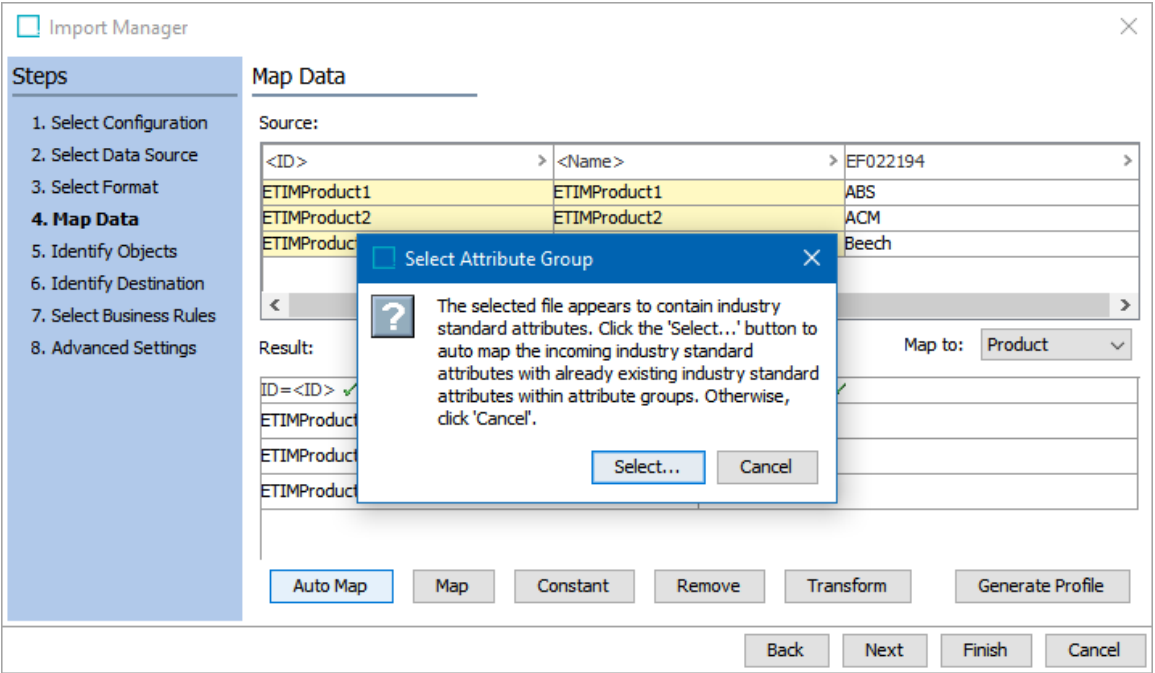 Import Manager
Steps
1. Select Configuration
2. Select Data Source
3. Select Format
4. Map Data
5. Identify Objects
6. Identify Destination
7. Select Business Rules
8. Advanced Settings
Map Data
Source:
<ID> > <Name> > EF022194 >
ETIMProduct1 ETIMProduct1 ABS
ETIMProduct2 ETIMProduct2 ACM
ETIMProduc Beech
Select Attribute Group
The selected file appears to contain industry
standard attributes. Click the 'Select...' button to
auto map the incoming industry standard
attributes with already existing industry standard
attributes within attribute groups. Otherwise,
click 'Cancel'.
Select... Cancel
Result:
Map to: Product
ID=<ID>
ETIMProduct
ETIMProduct
ETIMProduct
Auto Map Map Constant Remove Transform Generate Profile
Back Next Finish Cancel